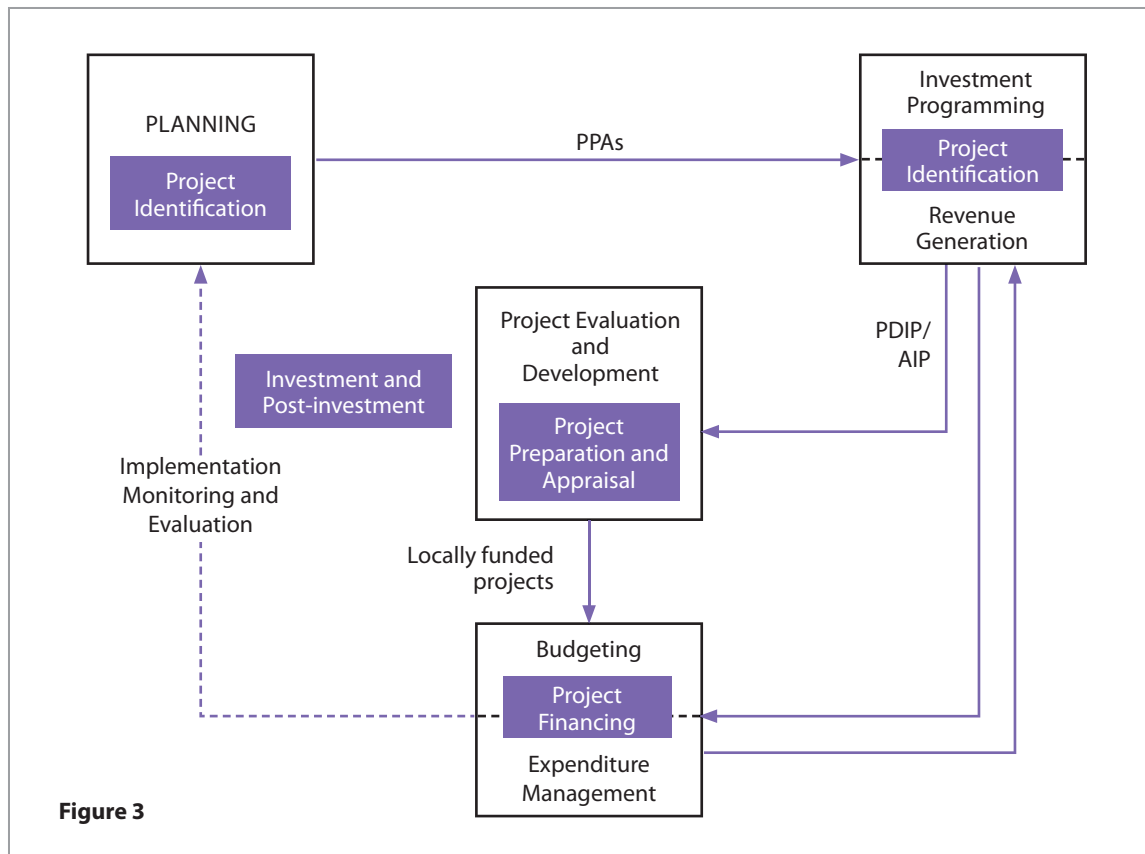 PLANNING
Project
Identification
PPAs
Investment
Programming
Project
Identification
Revenue
Generation
PDIP/
AIP
Project Evaluation
and
Development
Project
Preparation and
Appraisal
Investment and
Post-investment
Implementation
Monitoring and
Evaluation
Locally funded
projects
Budgeting
Project
Financing
Expenditure
Management
Figure 3